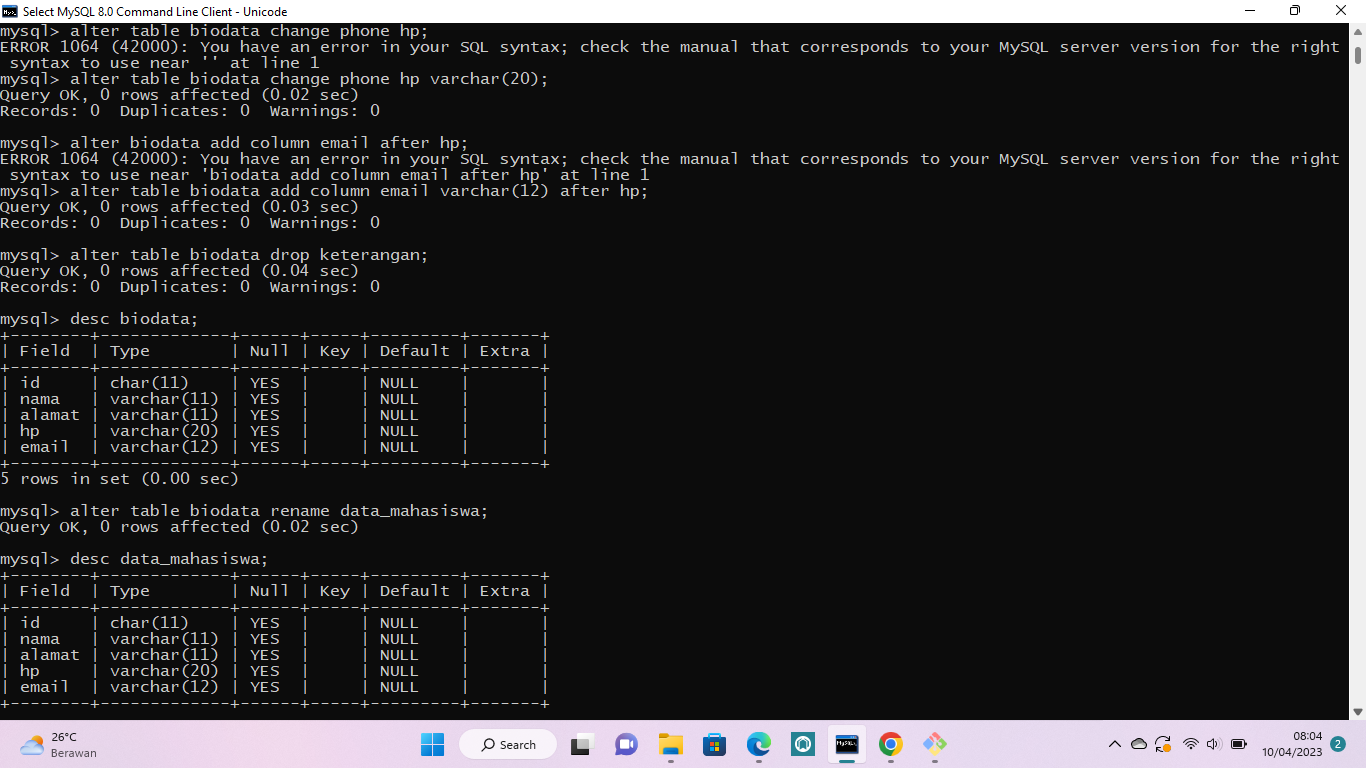 Select MySQL 8.0 Command Line Client - Unicode
mysql> alter table biodata change phone hp;
ERROR 1064 (42000): You have an error in your SQL syntax; check the manual that corresponds to your MySQL server version for the right
 syntax to use near '' at line 1
mysql> alter table biodata change phone hp varchar(20);
Query OK, 0 rows affected (0.02 sec)
Records: 0  Duplicates: 0  Warnings: 0
mysql> alter biodata add column email after hp;
ERROR 1064 (42000): You have an error in your SQL syntax; check the manual that corresponds to your MySQL server version for the right
 syntax to use near 'biodata add column email after hp' at line 1
mysql> alter table biodata add column email varchar(12) after hp;
Query OK, 0 rows affected (0.03 sec)
Records: 0  Duplicates: 0  Warnings: 0
mysql> alter table biodata drop keterangan;
Query OK, 0 rows affected (0.04 sec)
Records: 0  Duplicates: 0  Warnings: 0
mysql> desc biodata;
+--------+-------------+------+-----+---------+-------+
| Field  | Type        | Null | Key | Default | Extra |
+--------+-------------+------+-----+---------+-------+
| id     | char(11)    | YES  |     | NULL    |       |
| nama   | varchar(11) | YES  |     | NULL    |       |
| alamat | varchar(11) | YES  |     | NULL    |       |
| hp     | varchar(20) | YES  |     | NULL    |       |
| email  | varchar(12) | YES  |     | NULL    |       |
+--------+-------------+------+-----+---------+-------+
5 rows in set (0.00 sec)
mysql> alter table biodata rename data_mahasiswa;
Query OK, 0 rows affected (0.02 sec)
mysql> desc data_mahasiswa;
+--------+-------------+------+-----+---------+-------+
| Field  | Type        | Null | Key | Default | Extra |
+--------+-------------+------+-----+---------+-------+
| id     | char(11)    | YES  |     | NULL    |       |
| nama   | varchar(11) | YES  |     | NULL    |       |
| alamat | varchar(11) | YES  |     | NULL    |       |
| hp     | varchar(20) | YES  |     | NULL    |       |
| email  | varchar(12) | YES  |     | NULL    |       |
+--------+-------------+------+-----+---------+-------+
26°C
Berawan
Search
MySQL
08:04
10/04/2023
2